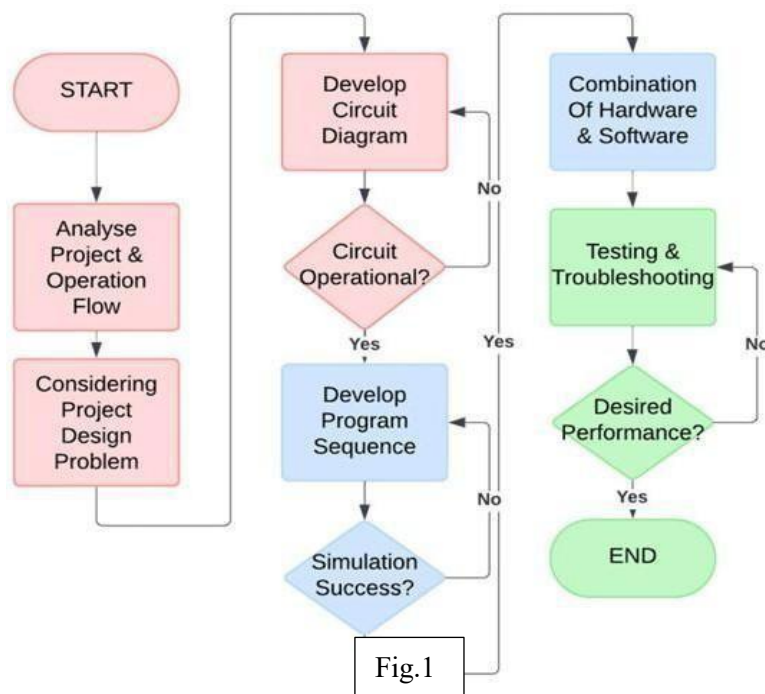 START
Analyse
Project &
Operation
Flow
Considering
Project
Design
Problem
Develop
Circuit
Diagram
No
Circuit
Operational?
Yes
Develop
Program
Sequence
No
Simulation
Success?
Yes
Combination
Of Hardware
& Software
Testing &
Troubleshooting
No
Desired
Performance?
Yes
END
Fig.1